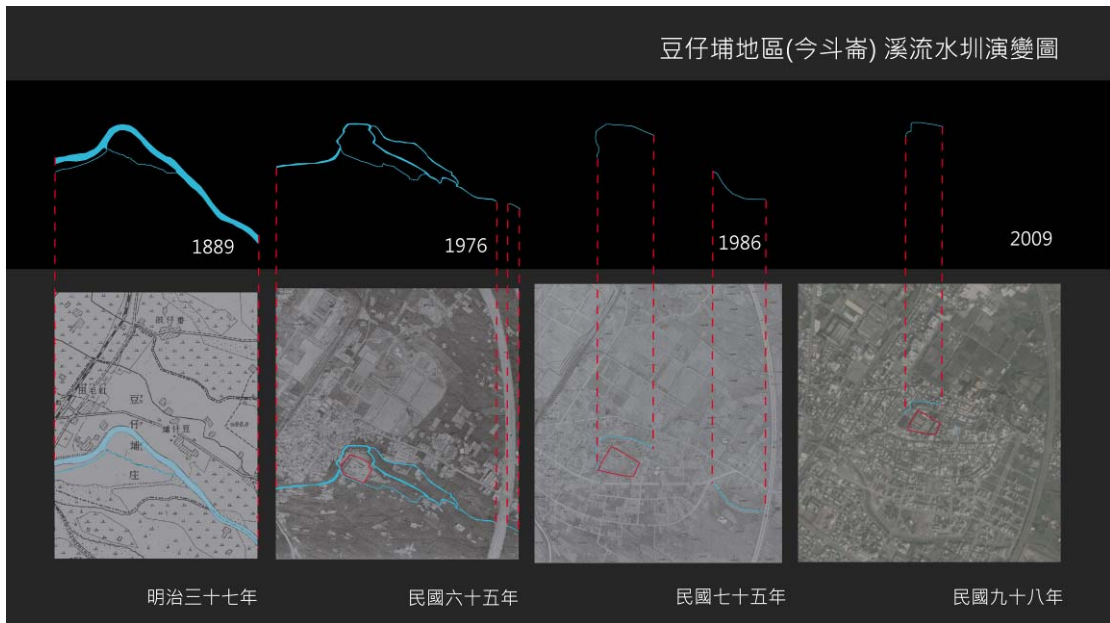 豆仔埔地區(今斗崙) 溪流水圳演變圖
1889
1976
1986
2009
豆
仔
埔
庄
明治三十七年
民國六十五年
民國七十五年
民國九十八年